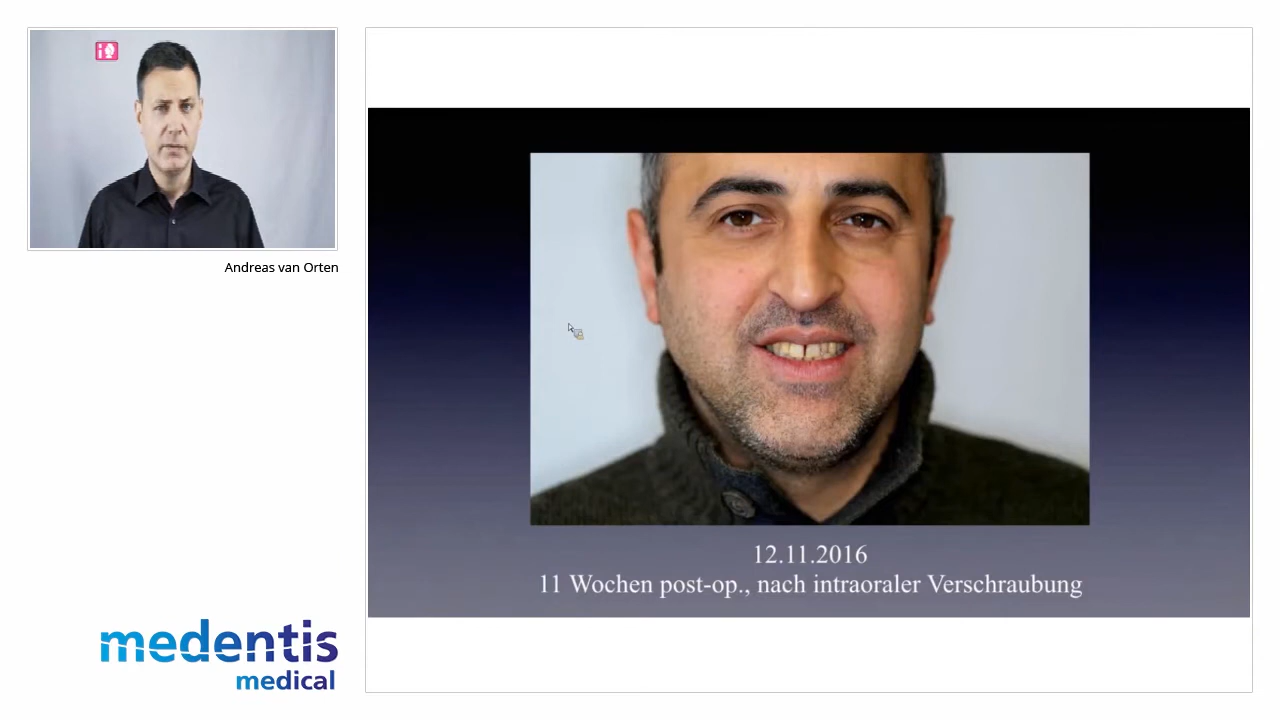 Andreas van Orten
12.11.2016
11 Wochen post-op., nach intraoraler Verschraubung
medentis
medical